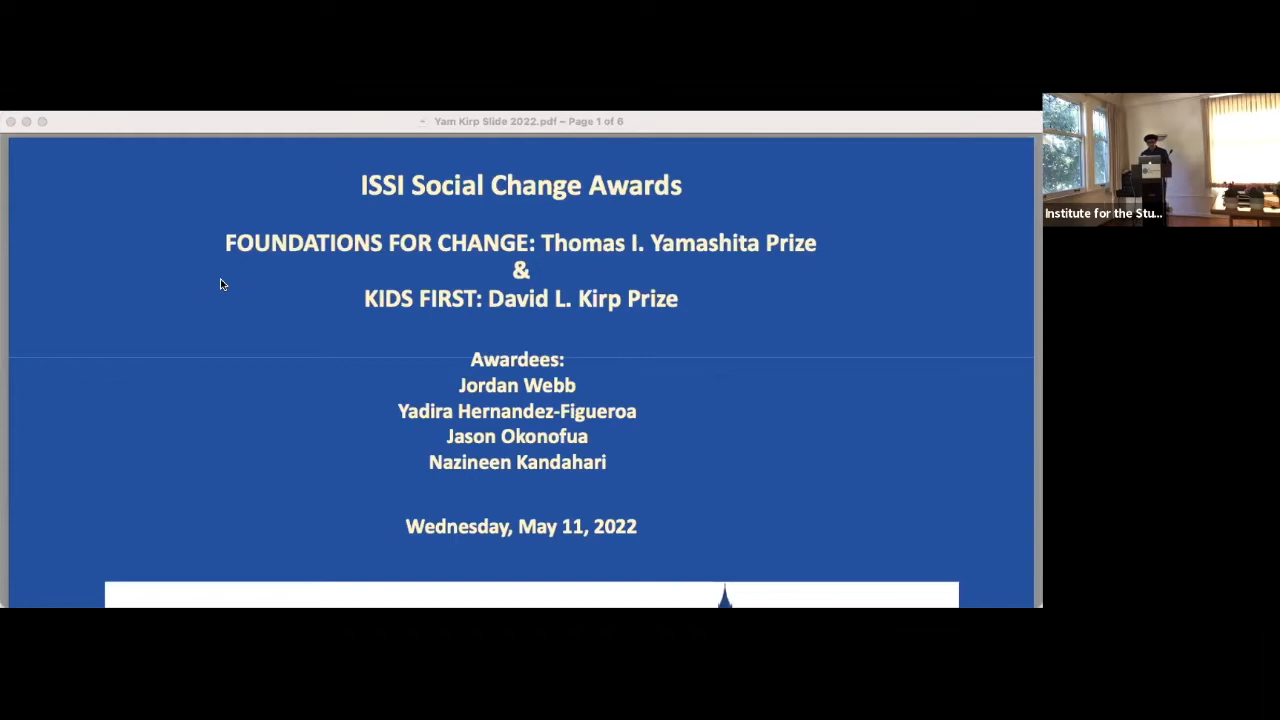 Yam Kirp Slide 2022.pdf – Page 1 of 6
ISSI Social Change Awards
FOUNDATIONS FOR CHANGE: Thomas I. Yamashita Prize
&
KIDS FIRST: David L. Kirp Prize
Awardees:
Jordan Webb
Yadira Hernandez-Figueroa
Jason Okonofua
Nazineen Kandahari
Wednesday, May 11, 2022
Institute for the Stu...